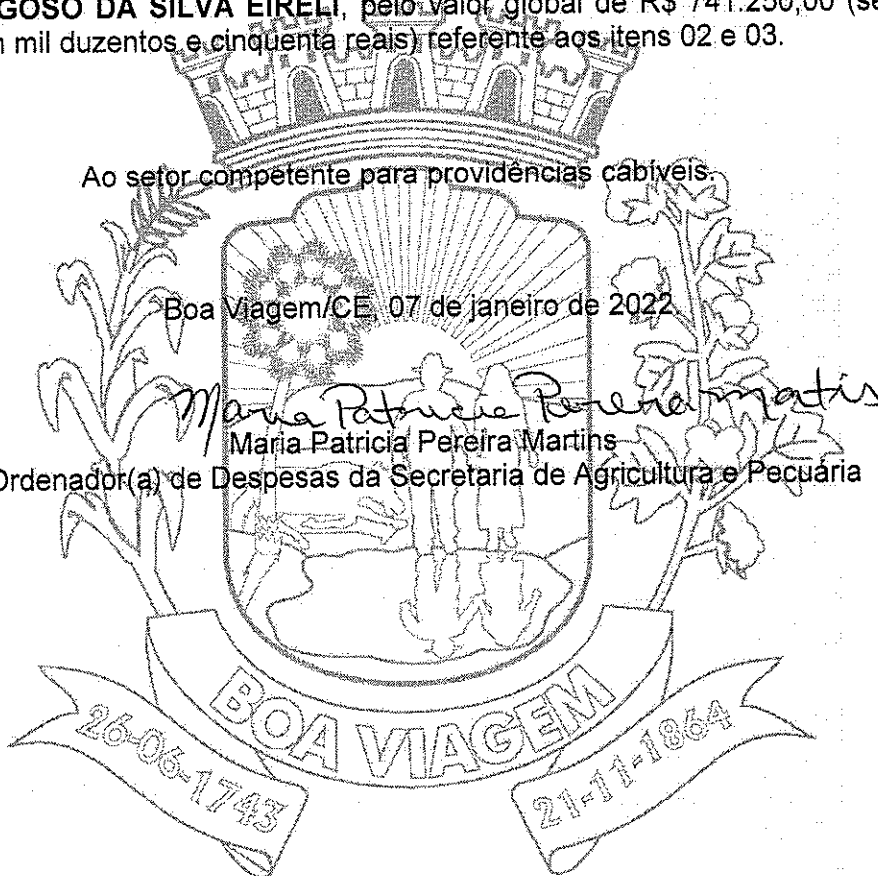 GOSO DA SILVA EIRELI, pelo valor global de R$ 741.250,00 (se
mil duzentos e cinquenta reais) referente aos itens 02 e 03.
Ao setor competente para providências cabíveis.
Boa Viagem/CE, 07 de janeiro de 2022
Maria Patricia Pereira Martins
Maria Patricia Pereira Martins
Ordenador(a) de Despesas da Secretaria de Agricultura e Pecuária
BOA VIAGEM
26-06-1743
21-11-1864